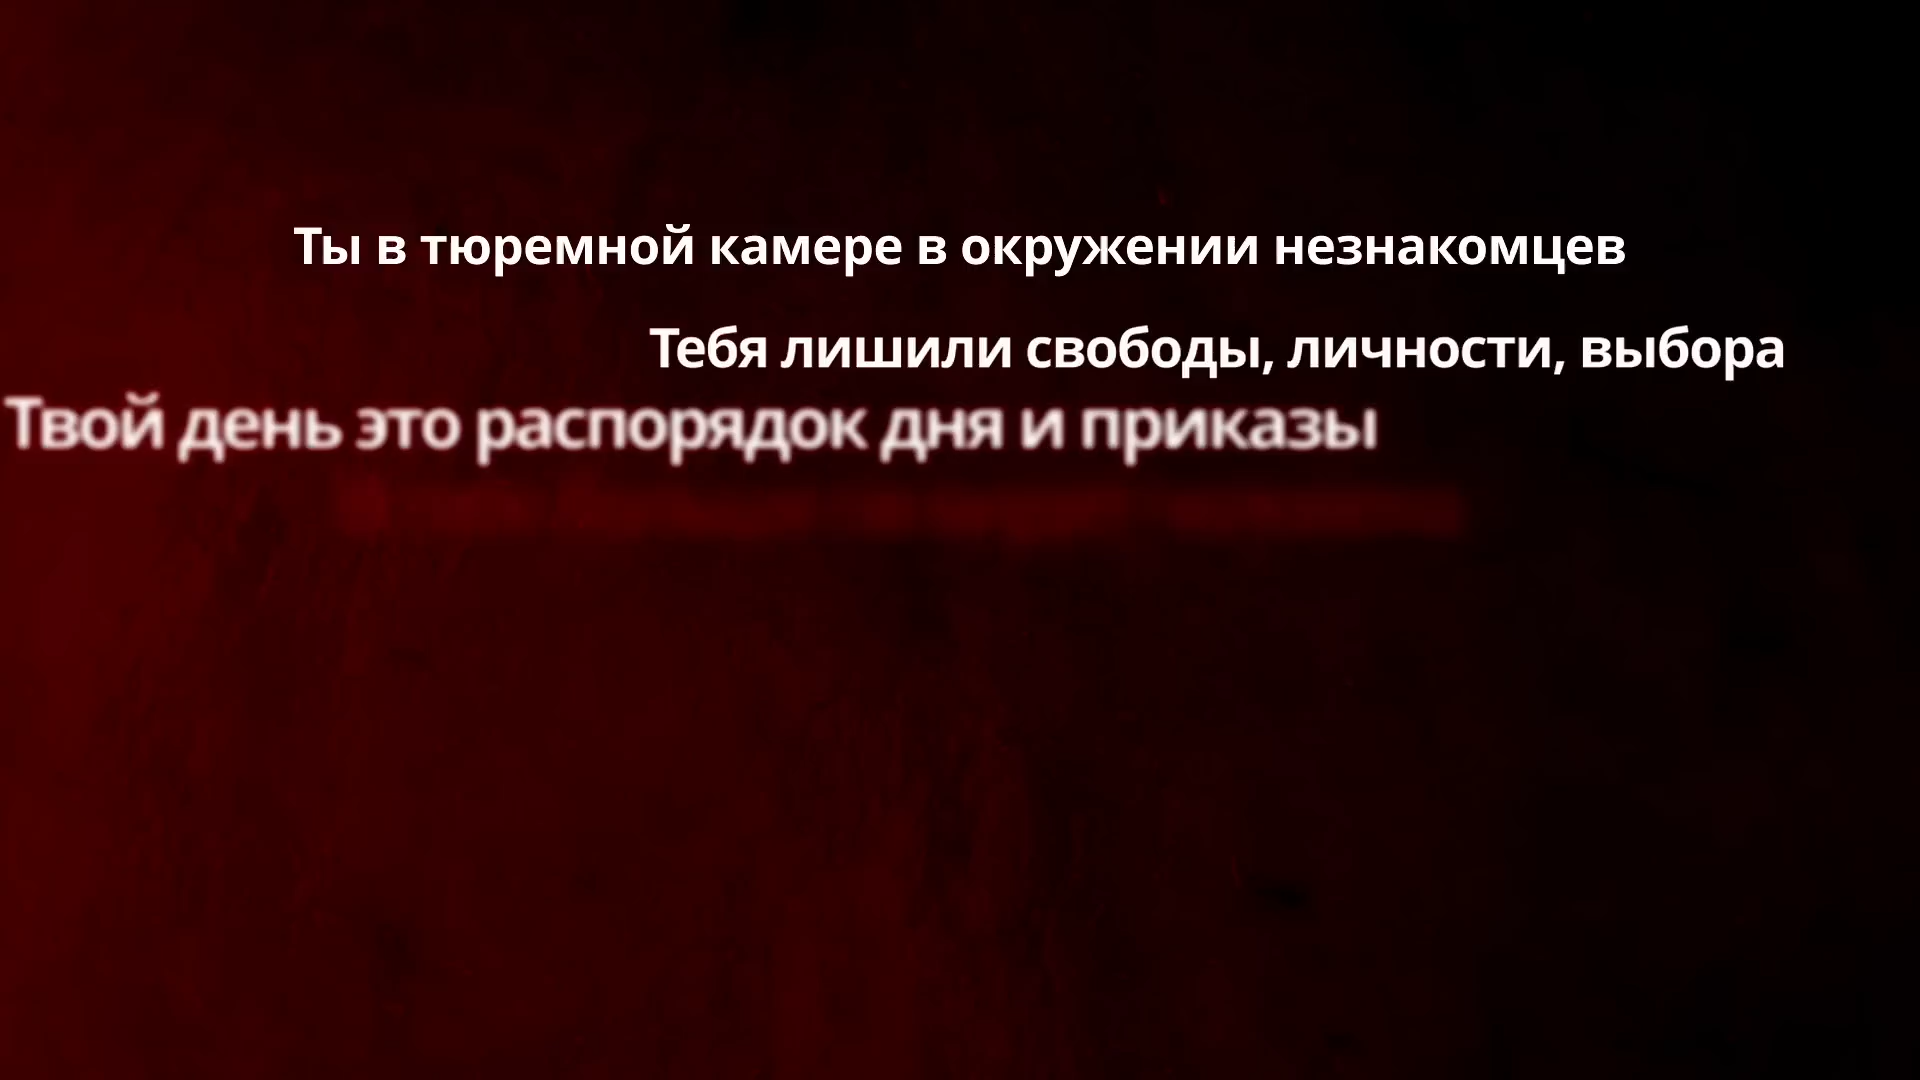 Ты в тюремной камере в окружении незнакомцев
Тебя лишили свободы, личности, выбора
Твой день это распорядок дня и приказы